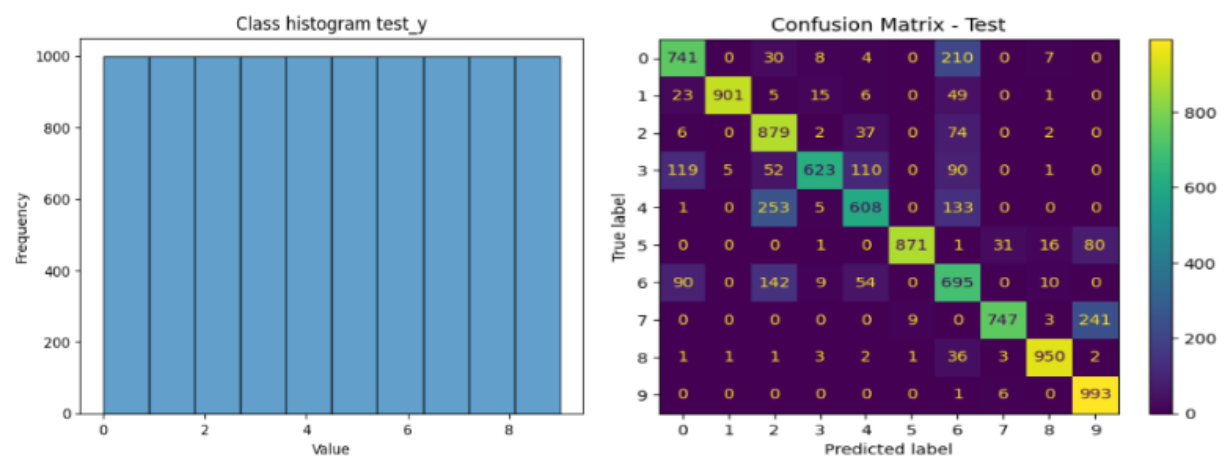 Class histogram test_y
1000
800
600
400
200
0
Frequency
0 2 4 6 8
Value
Confusion Matrix - Test
True label
0 741 0 30 8 4 0 210 0 7 0
1 23 901 5 15 6 0 49 0 1 0
2 6 0 879 2 37 0 74 0 2 0
3 119 5 52 623 110 0 90 0 1 0
4 1 0 253 5 608 0 133 0 0 0
5 0 0 0 1 0 871 1 31 16 80
6 90 0 142 9 54 0 695 0 10 0
7 0 0 0 0 0 9 0 747 3 241
8 1 1 1 3 2 1 36 3 950 2
9 0 0 0 0 0 0 1 6 0 993
0 1 2 3 4 5 6 7 8 9
Predicted label
800
600
400
200
0